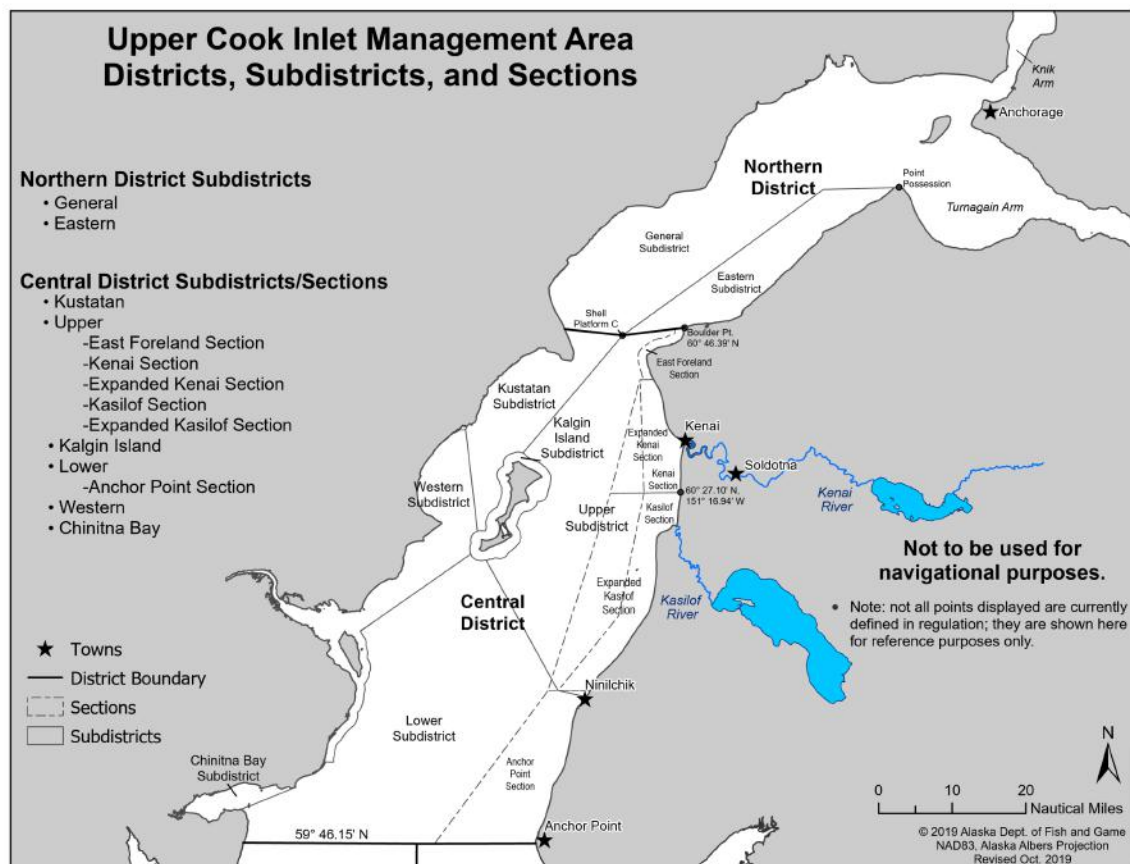 Upper Cook Inlet Management Area
Districts, Subdistricts, and Sections
Knik
Arm
Anchorage
Northern
District
Point
Possession
Turnagain Arm
Northern District Subdistricts
• General
• Eastern
General
Subdistrict
Eastern
Subdistrict
Central District Subdistricts/Sections
• Kustatan
• Upper
-East Foreland Section
-Kenai Section
-Expanded Kenai Section
-Kasilof Section
-Expanded Kasilof Section
• Kalgin Island
• Lower
-Anchor Point Section
• Western
• Chinitna Bay
Shell
Platform C
Boulder Pt.
60° 46.39' N
East Foreland
Section
Kustatan
Subdistrict
Kalgin
Island
Subdistrict
Expanded
Kenai
Section
Kenai
Soldotna
Western
Subdistrict
Kenai
Section
60° 27.10' N,
151° 16.94' W
Kenai
River
Upper
Subdistrict
Kasilof
Section
Not to be used for
navigational purposes.
Expanded
Kasilof
Section
Kasilof
River
• Note: not all points displayed are currently
defined in regulation; they are shown here
for reference purposes only.
Central
District
Towns
District Boundary
Sections
Subdistricts
Ninilchik
Lower
Subdistrict
Chinitna Bay
Subdistrict
Anchor
Point
Section
N
0 10 20
Nautical Miles
59° 46.15' N
Anchor Point
© 2019 Alaska Dept. of Fish and Game
NAD83, Alaska Albers Projection
Revised Oct. 2019